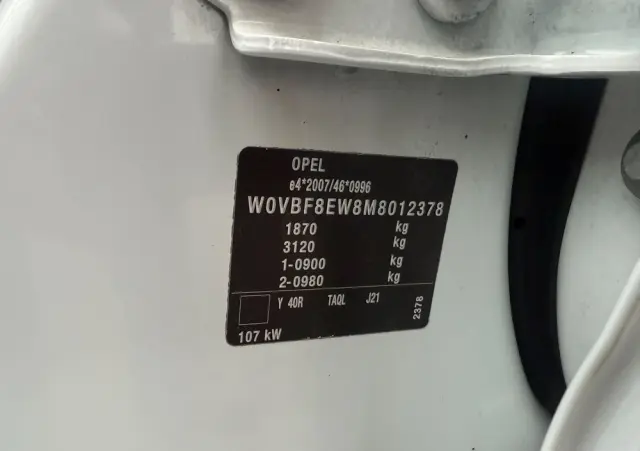 OPEL
e4*2007/46*0996
W0VBF8EW8M8012378
1870 kg
3120 kg
1-0900 kg
2-0980 kg
Y 40R TAQL J21
2378
107 kW